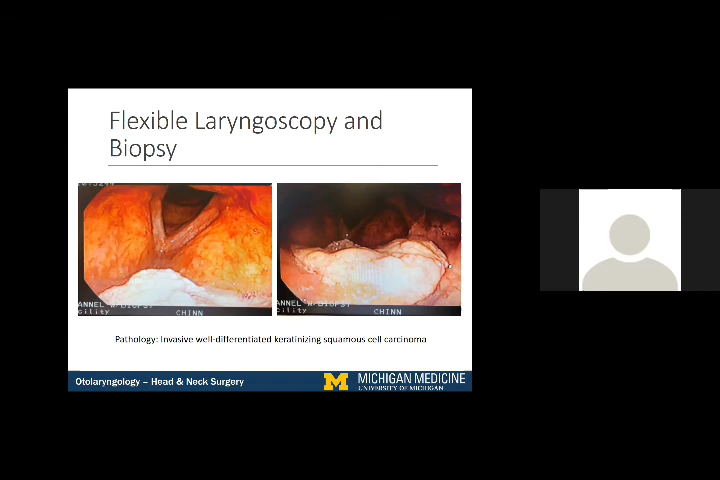 Flexible Laryngoscopy and
Biopsy
CHINN
CHINN
Pathology: Invasive well-differentiated keratinizing squamous cell carcinoma
Otolaryngology – Head & Neck Surgery
M MICHIGAN MEDICINE
UNIVERSITY OF MICHIGAN